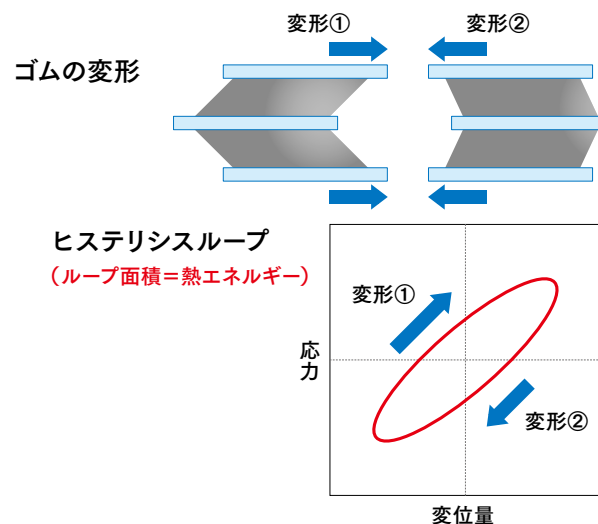 変形①
変形②
ゴムの変形
ヒステリシスループ
（ループ面積＝熱エネルギー）
変形①
応力
変形②
変位量